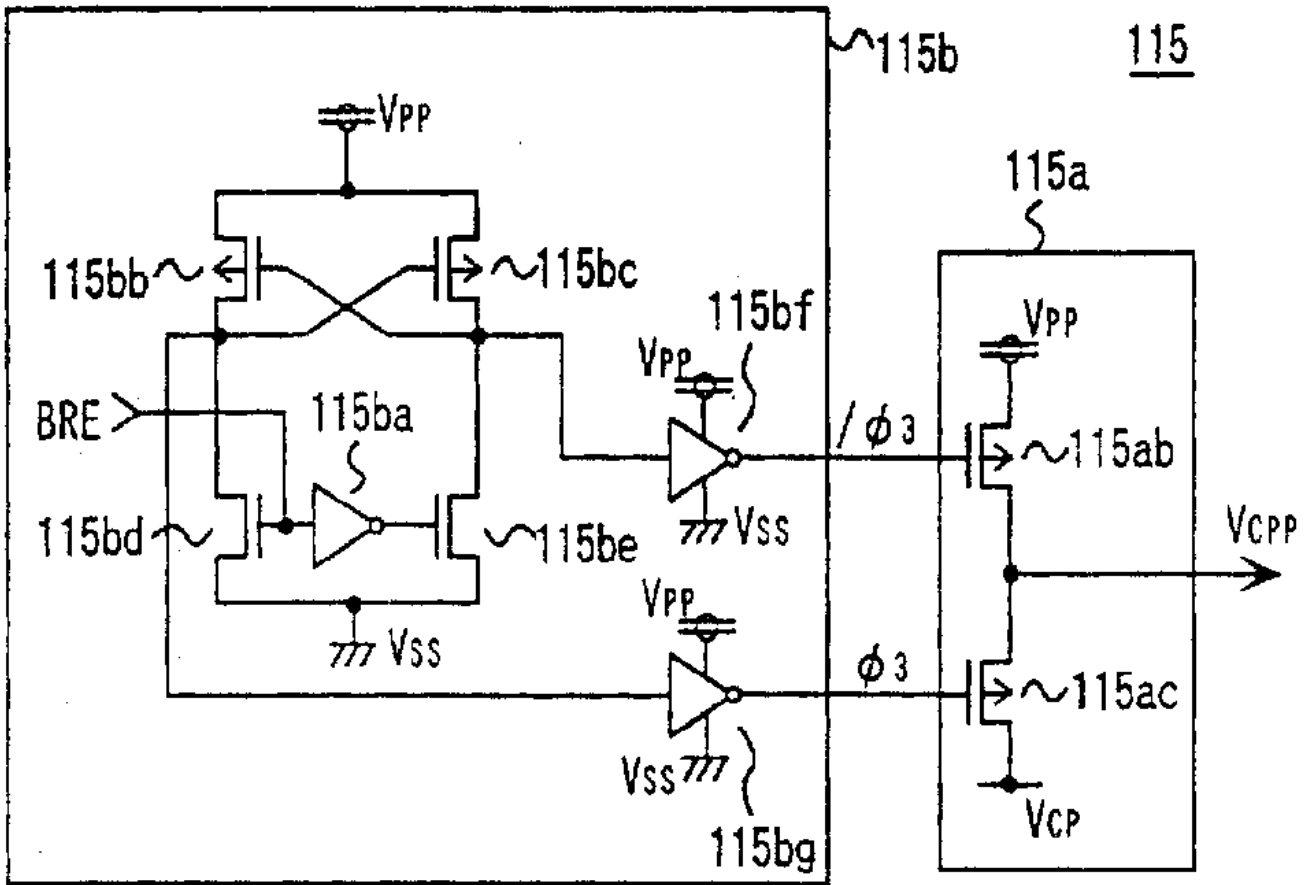 115b
115
VPP
115a
115bb
115bc
115bf
VPP
VPP
BRE
115ba
/φ3
115ab
115bd
115be
VSS
VCPP
VPP
VSS
φ3
115ac
VSS
VCP
115bg